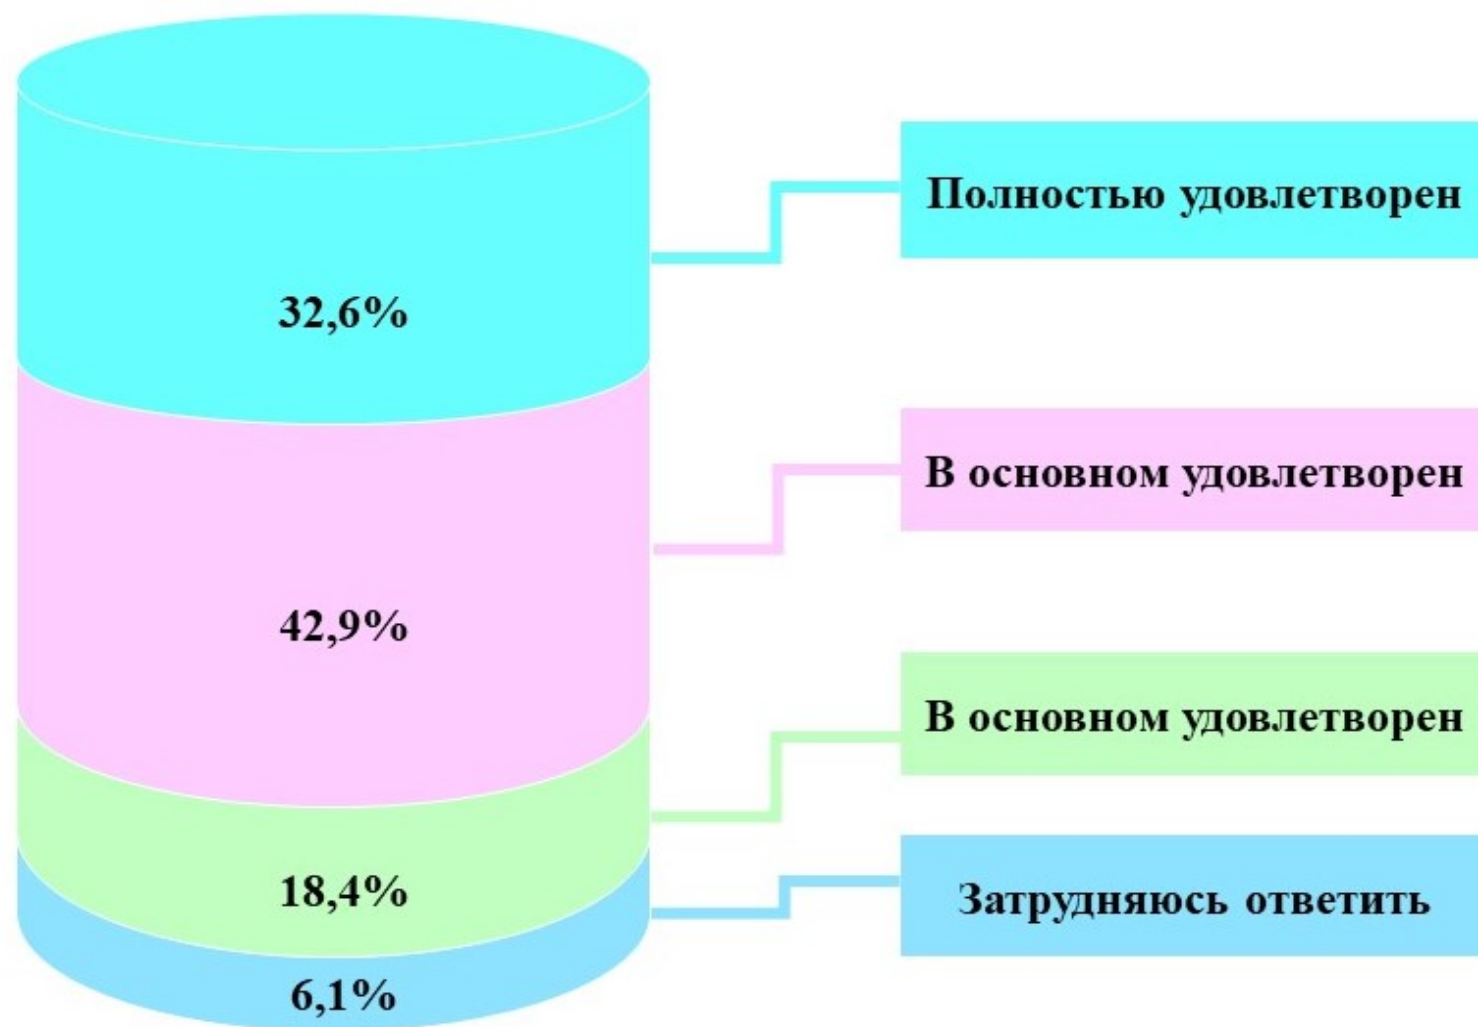 Полностью удовлетворен
32,6%
В основном удовлетворен
42,9%
В основном удовлетворен
18,4%
Затрудняюсь ответить
6,1%